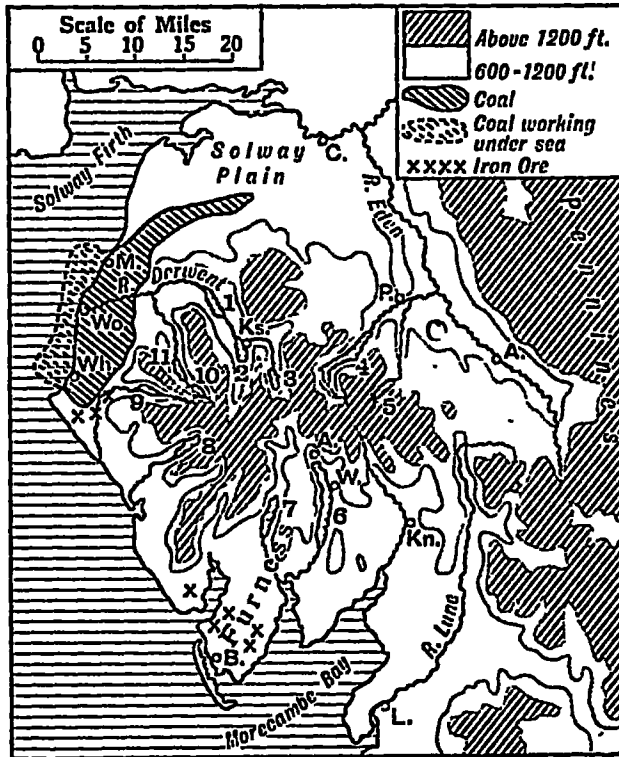 Scale of Miles
0 5 10 15 20
Above 1200 ft.
600-1200 ft.
Coal
Coal working
under sea
xxxx Iron Ore
Solway Firth
Solway
Plain
C.
R. Eden
Pennines
M.
R. Derwent
P.
1
Wo.
Ks.
A.
Wh.
11
10
2
3
4
5
9
8
A.
W.
7
6
Kn.
Furness
R. Lune
B.
L.
Morecambe Bay